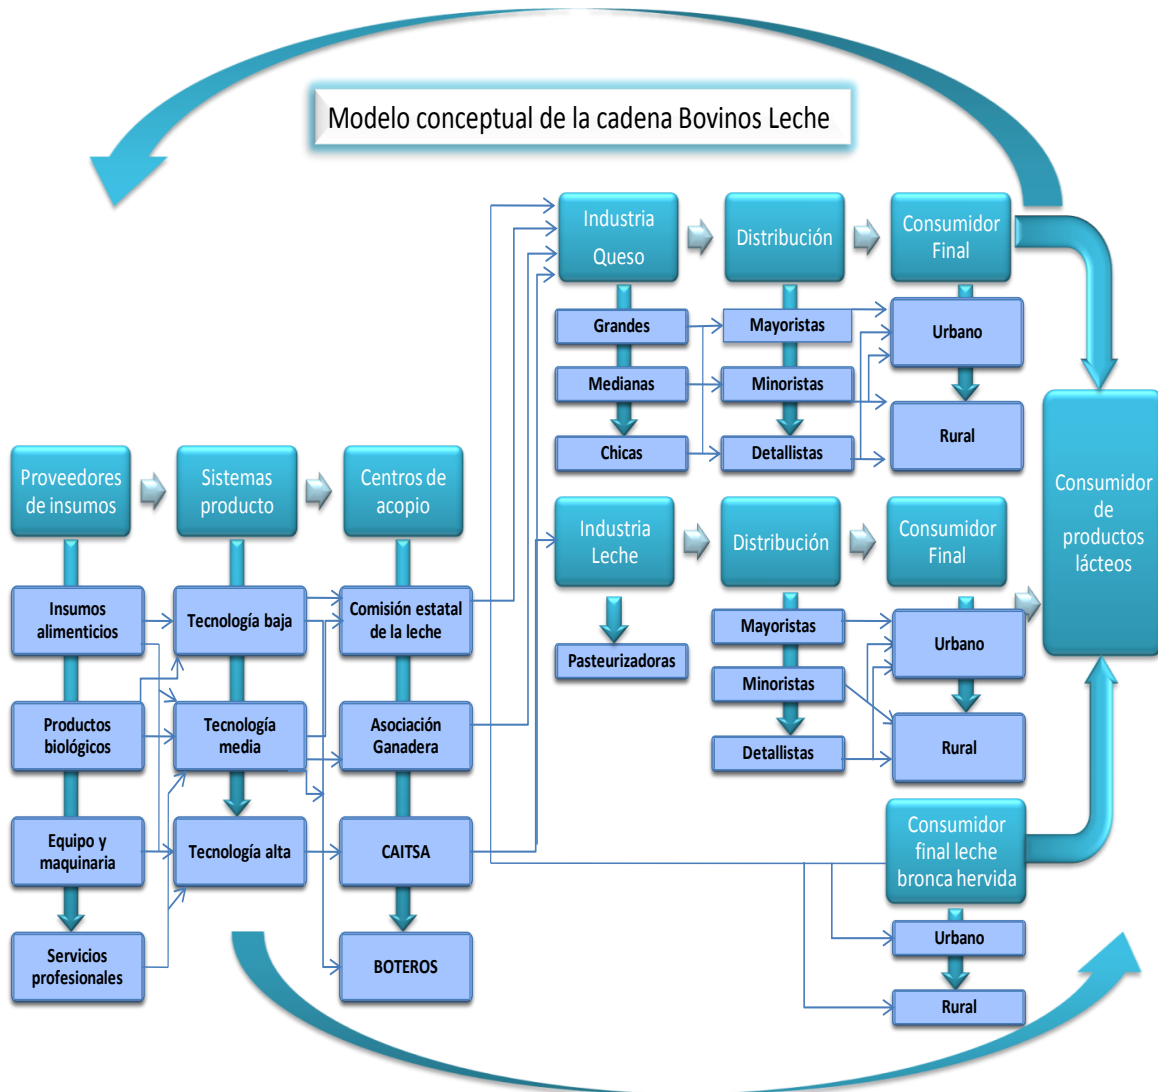 Modelo conceptual de la cadena Bovinos Leche
Industria
Queso
Distribución
Consumidor
Final
Grandes
Medianas
Chicas
Mayoristas
Minoristas
Detallistas
Urbano
Rural
Consumidor
de
productos
lácteos
Proveedores
de insumos
Sistemas
producto
Centros de
acopio
Insumos
alimenticios
Productos
biológicos
Equipo y
maquinaria
Servicios
profesionales
Tecnología baja
Tecnología
media
Tecnología alta
Comisión estatal
de la leche
Asociación
Ganadera
CAITSA
BOTEROS
Industria
Leche
Distribución
Consumidor
Final
Pasteurizadoras
Mayoristas
Minoristas
Detallistas
Urbano
Rural
Consumidor
final leche
bronca hervida
Urbano
Rural